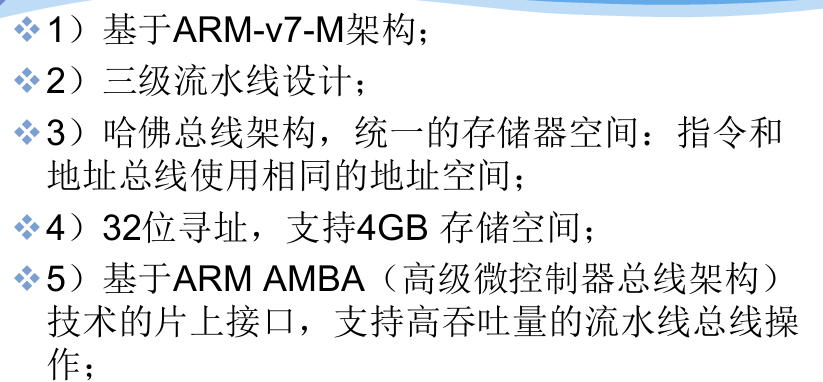 ❖1）基于ARM-v7-M架构；
❖2）三级流水线设计；
❖3）哈佛总线架构，统一的存储器空间：指令和
地址总线使用相同的地址空间；
❖4）32位寻址，支持4GB 存储空间；
❖5）基于ARM AMBA（高级微控制器总线架构）
技术的片上接口，支持高吞吐量的流水线总线操
作；